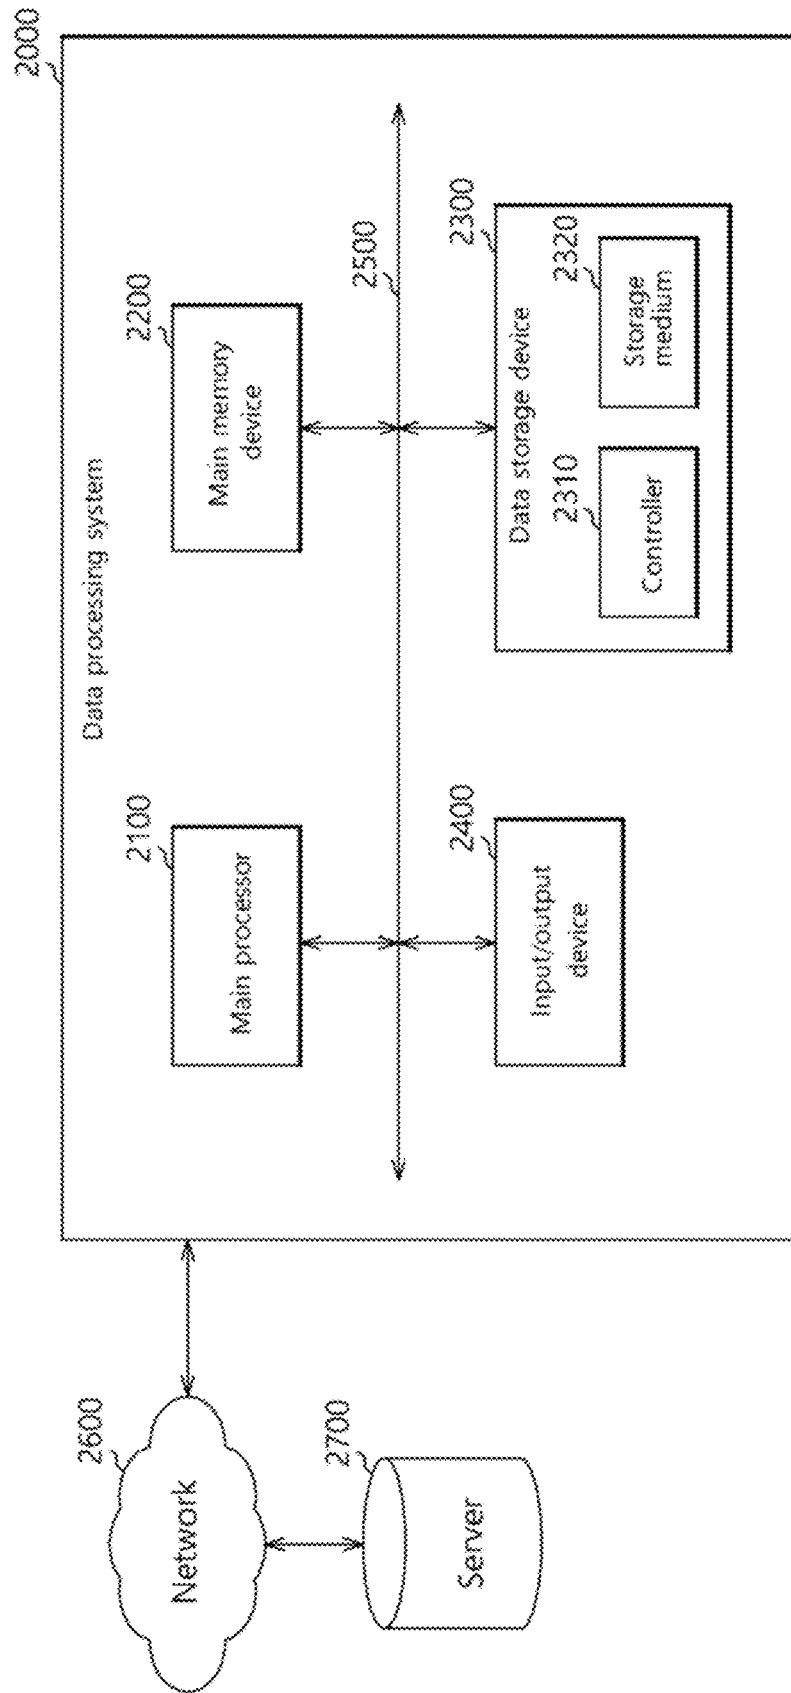 2000
Data processing system
2600
Network
2700
Server
2100
Main processor
2200
Main memory
device
2500
2400
Input/output
device
2300
Data storage device
2310
Controller
2320
Storage
medium